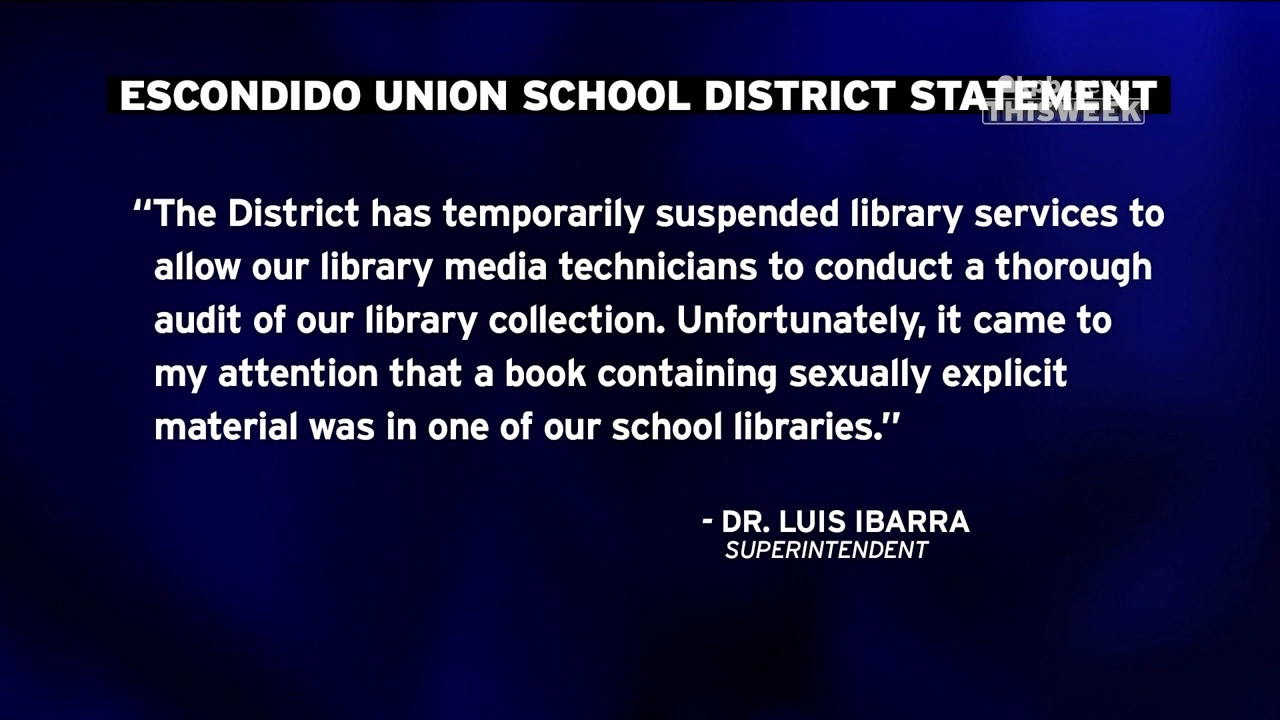 ESCONDIDO UNION SCHOOL DISTRICT STATEMENT
THISWEEK
“The District has temporarily suspended library services to
allow our library media technicians to conduct a thorough
audit of our library collection. Unfortunately, it came to
my attention that a book containing sexually explicit
material was in one of our school libraries.”
- DR. LUIS IBARRA
SUPERINTENDENT